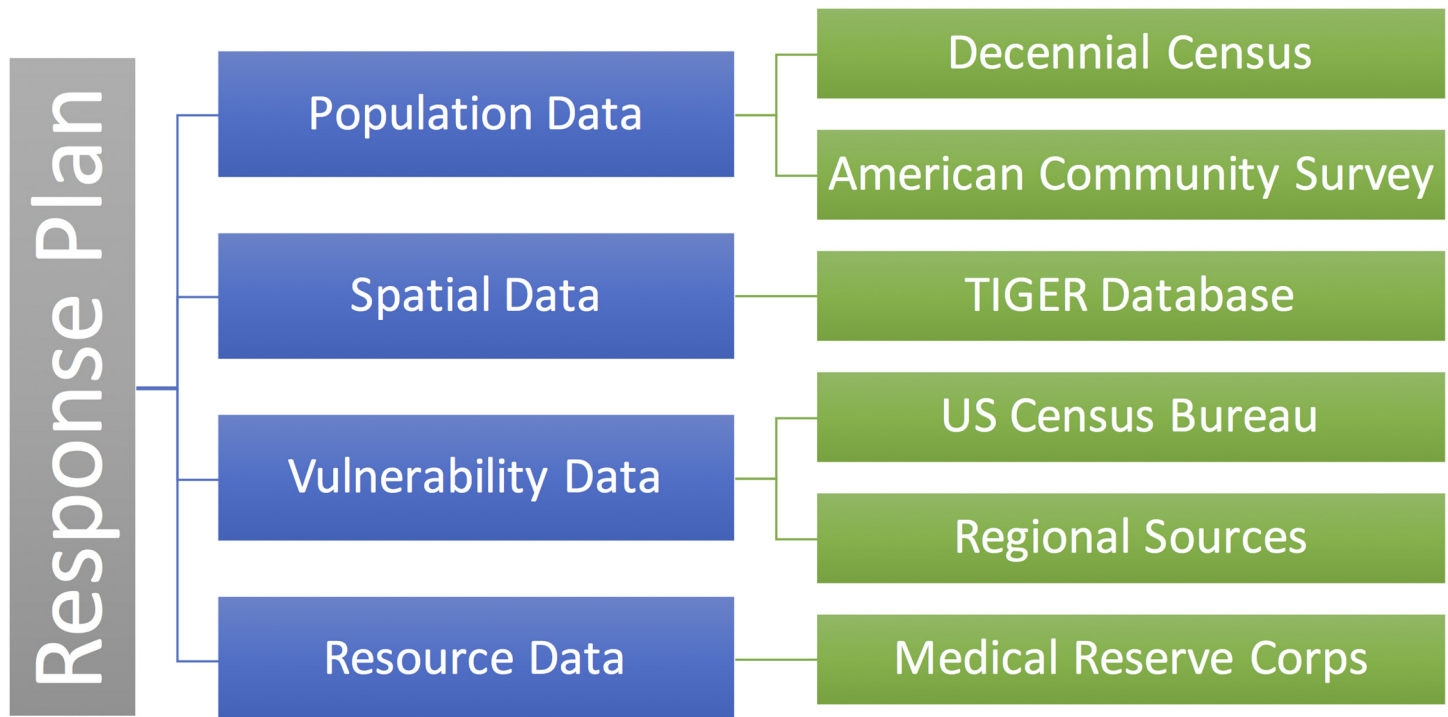 Response Plan
Population Data
Decennial Census
American Community Survey
Spatial Data
TIGER Database
Vulnerability Data
US Census Bureau
Regional Sources
Resource Data
Medical Reserve Corps